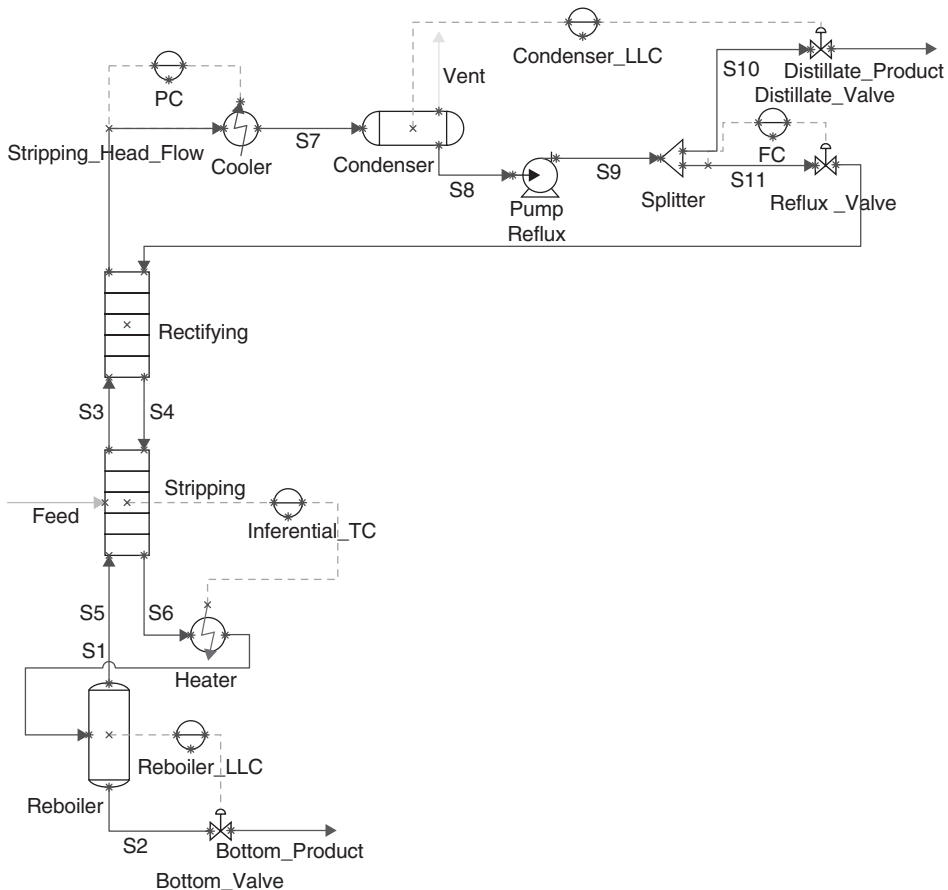 Condenser_LLC
S10
Distillate_Product
Distillate_Valve
Vent
PC
Stripping_Head_Flow
Cooler
S7
Condenser
S8
S9
FC
S11
Splitter
Reflux _Valve
Pump
Reflux
Rectifying
S3
S4
Stripping
Feed
Inferential_TC
S5
S6
S1
Heater
Reboiler_LLC
Reboiler
S2
Bottom_Product
Bottom_Valve